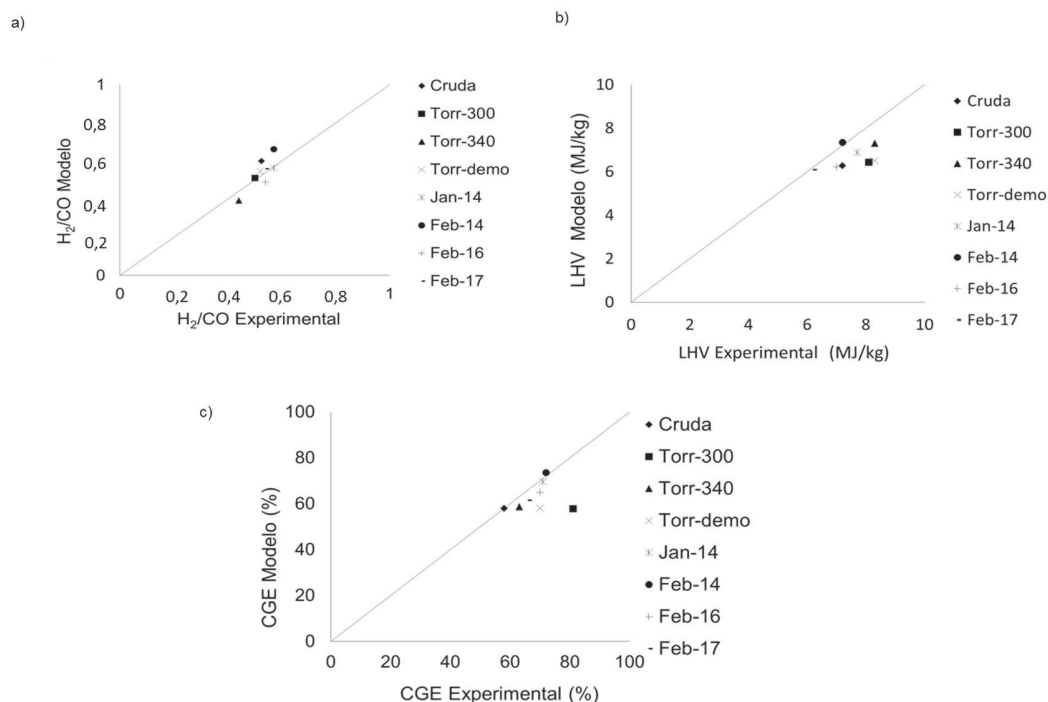 a)
1
0,8
0,6
0,4
0,2
0
H₂/CO Modelo
0
0,2
0,4
0,6
0,8
1
H₂/CO Experimental
Cruda
Torr-300
Torr-340
Torr-demo
Jan-14
Feb-14
Feb-16
Feb-17
b)
10
8
6
4
2
0
LHV Modelo (MJ/kg)
0
2
4
6
8
10
LHV Experimental (MJ/kg)
Cruda
Torr-300
Torr-340
Torr-demo
Jan-14
Feb-14
Feb-16
Feb-17
c)
100
80
60
40
20
0
CGE Modelo (%)
0
20
40
60
80
100
CGE Experimental (%)
Cruda
Torr-300
Torr-340
Torr-demo
Jan-14
Feb-14
Feb-16
Feb-17